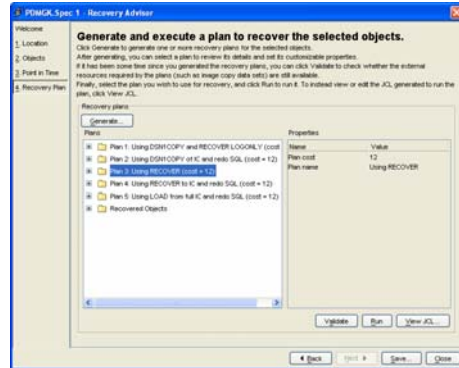 PDMGK.Spec 1 - Recovery Advisor
Welcome
1. Location
2. Objects
3. Point in Time
4. Recovery Plan
Generate and execute a plan to recover the selected objects.
Click Generate to generate one or more recovery plans for the selected objects.
After generating, you can select a plan to review its details and set its customizable properties.
If it has been some time since you generated the recovery plans, you can click Validate to check whether the external
resources required by the plans (such as image copy data sets) are still available.
Finally, select the plan you wish to use for recovery, and click Run to run it. To instead view or edit the JCL generated to run the
plan, click View JCL.
Recovery plans
Generate...
Plans
Plan 1: Using DSN1COPY and RECOVER LOGONLY (cost
Plan 2: Using DSN1COPY of IC and redo SQL (cost = 12)
Plan 3: Using RECOVER (cost = 12)
Plan 4: Using RECOVER to IC and redo SQL (cost = 12)
Plan 5: Using LOAD from full IC and redo SQL (cost = 12)
Recovered Objects
Properties
Name Value
Plan cost 12
Plan name Using RECOVER
Validate Run View JCL...
Back Next Save... Close